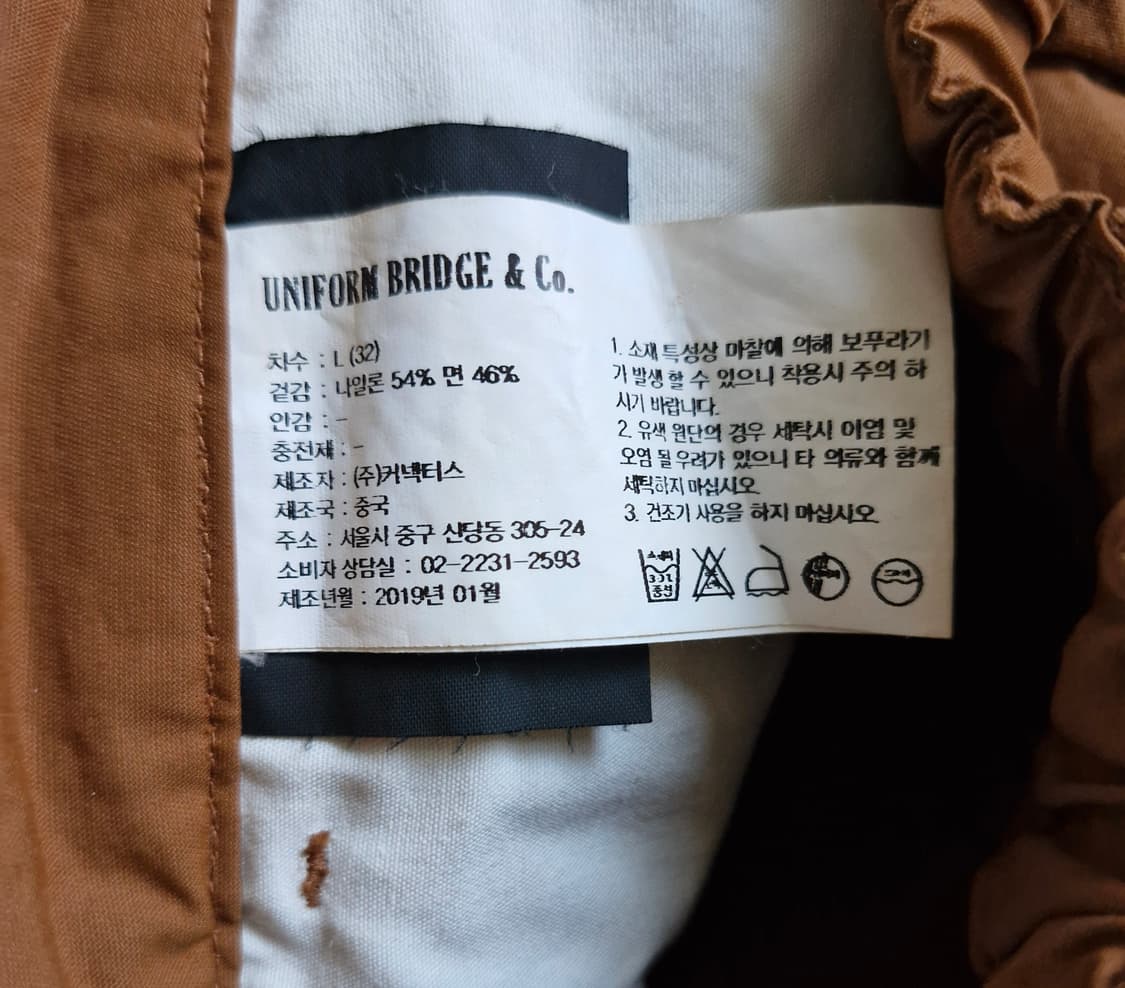 UNIFORM BRIDGE & Co.
치수 : L (32)
겉감 : 나일론 54% 면 46%
안감 : -
충전재 : -
제조자 : (주)커넥터스
제조국 : 중국
주소 : 서울시 중구 신당동 305-24
소비자 상담실 : 02-2231-2593
제조년월 : 2019년 01월
1. 소재 특성상 마찰에 의해 보푸라기
가 발생 할 수 있으니 착용시 주의 하
시기 바랍니다.
2. 유색 원단의 경우 세탁시 이염 및
오염 될 우려가 있으니 타 의류와 함께
세탁하지 마십시오
3. 건조기 사용을 하지 마십시오
중성